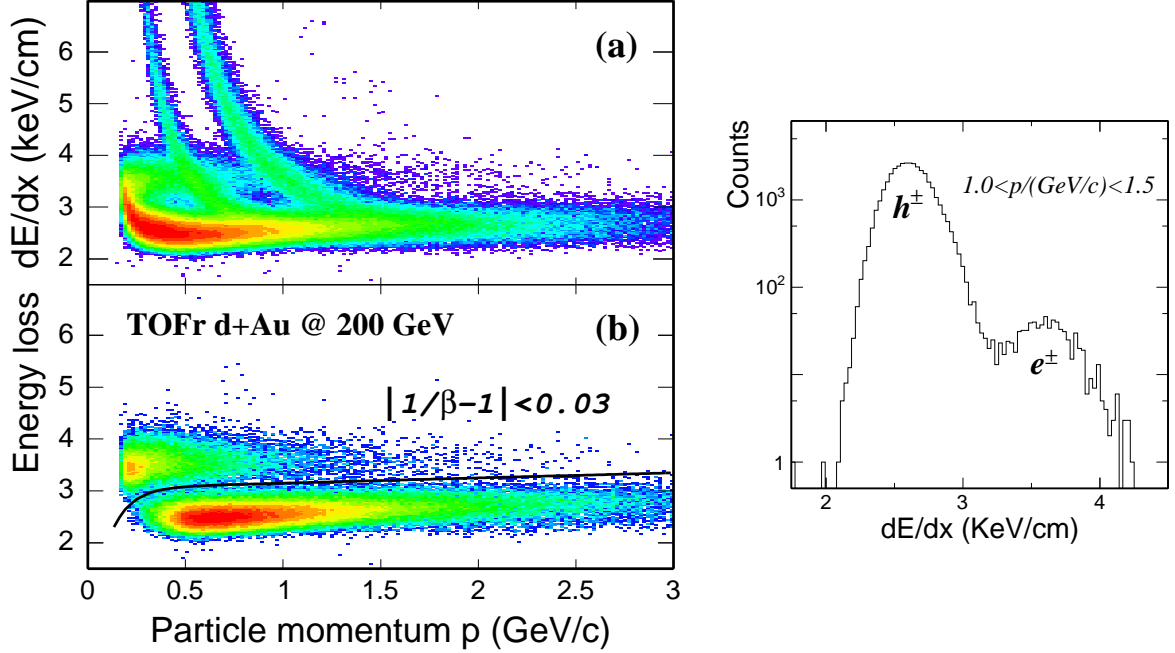 (a)
7
6
5
4
3
2
dE/dx (keV/cm)
TOFr d+Au @ 200 GeV
(b)
|1/β−1|<0.03
6
5
4
3
2
Energy loss
0 0.5 1 1.5 2 2.5 3
Particle momentum p (GeV/c)
Counts
10³
10²
1
1.0<p/(GeV/c)<1.5
h±
e±
2 3 4
dE/dx (KeV/cm)